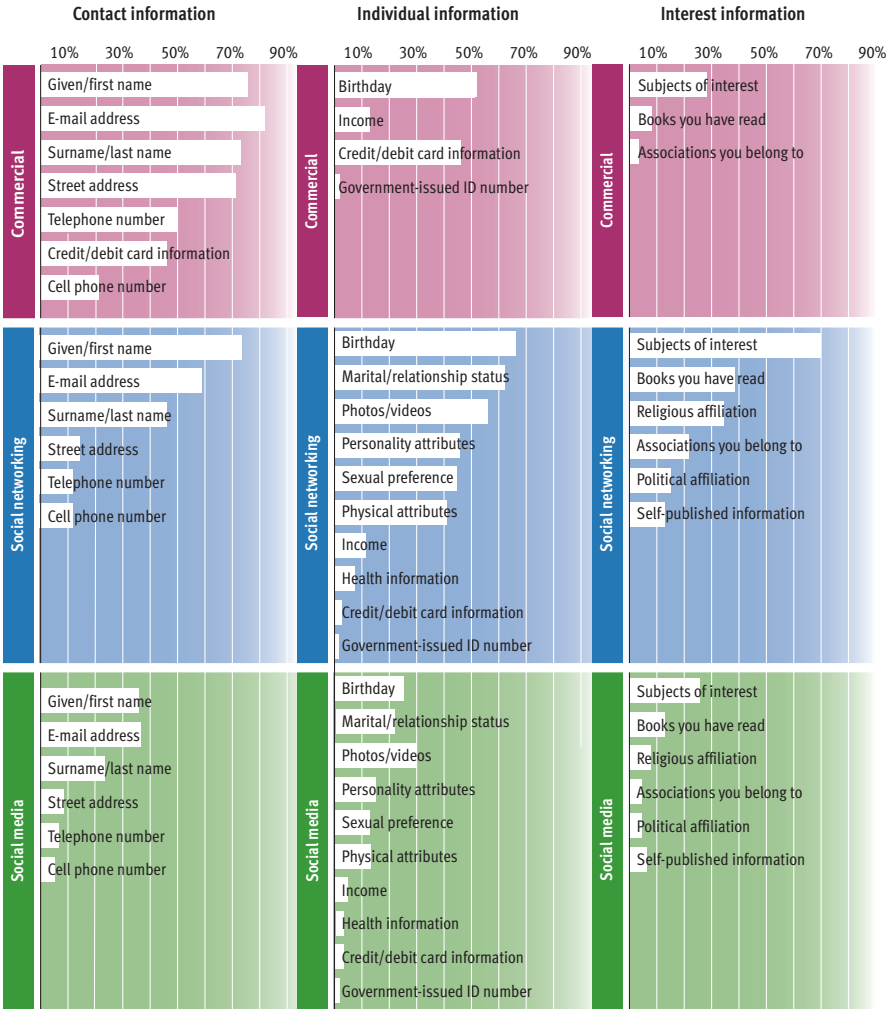 Contact information
Individual information
Interest information
10% 30% 50% 70% 90%
10% 30% 50% 70% 90%
10% 30% 50% 70% 90%
Commercial
Given/first name
E-mail address
Surname/last name
Street address
Telephone number
Credit/debit card information
Cell phone number
Commercial
Birthday
Income
Credit/debit card information
Government-issued ID number
Commercial
Subjects of interest
Books you have read
Associations you belong to
Social networking
Given/first name
E-mail address
Surname/last name
Street address
Telephone number
Cell phone number
Social networking
Birthday
Marital/relationship status
Photos/videos
Personality attributes
Sexual preference
Physical attributes
Income
Health information
Credit/debit card information
Government-issued ID number
Social networking
Subjects of interest
Books you have read
Religious affiliation
Associations you belong to
Political affiliation
Self-published information
Social media
Given/first name
E-mail address
Surname/last name
Street address
Telephone number
Cell phone number
Social media
Birthday
Marital/relationship status
Photos/videos
Personality attributes
Sexual preference
Physical attributes
Income
Health information
Credit/debit card information
Government-issued ID number
Social media
Subjects of interest
Books you have read
Religious affiliation
Associations you belong to
Political affiliation
Self-published information